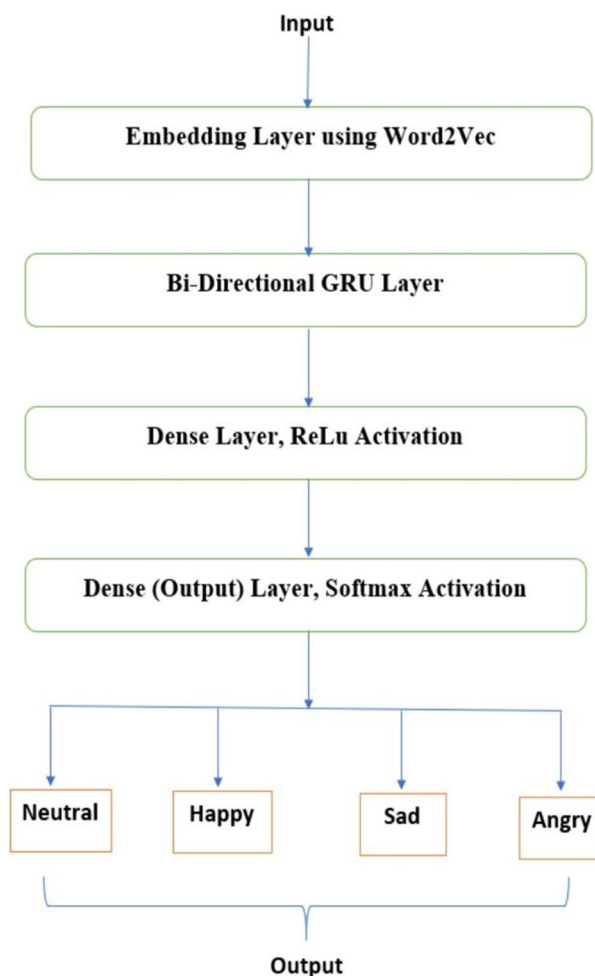 Input
Embedding Layer using Word2Vec
Bi-Directional GRU Layer
Dense Layer, ReLu Activation
Dense (Output) Layer, Softmax Activation
Neutral
Happy
Sad
Angry
Output